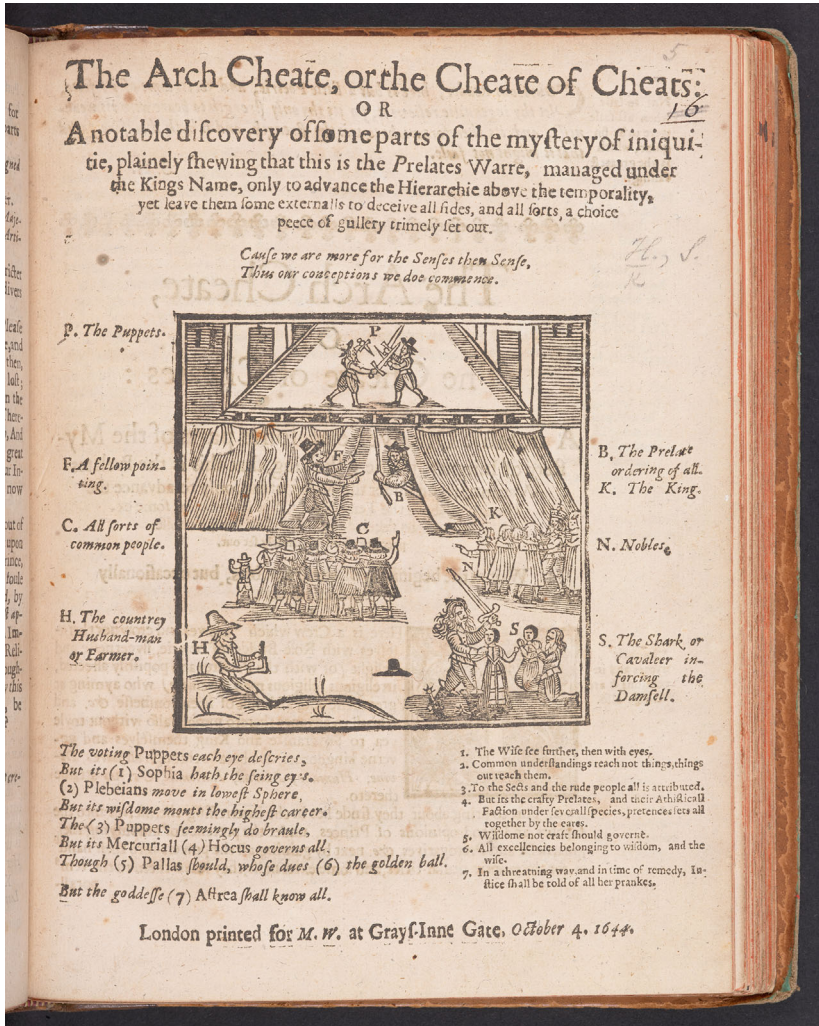 5
The Arch Cheate, or the Cheate of Cheats:
16
OR
A notable diſcovery of ſome parts of the myſtery of iniqui-
tie, plainely ſhewing that this is the Prelates Warre, managed under
the Kings Name, only to advance the Hierarchie above the temporality,
yet leave them ſome externalls to deceive all ſides, and all ſorts, a choice
peece of gullery trimely ſet out.
Cauſe we are more for the Senſes then Senſe,
Thus our conceptions we doe commence.
P. The Puppets.
P
F. A fellow poin-
ting.
F
B
B. The Prelate
ordering of all.
K. The King.
C. All ſorts of
common people.
C
K
N
N. Nobles,
H. The countrey
Husband-man
or Farmer.
H
S
S. The Shark or
Cavaleer in-
forcing the
Damſell.
The voting Puppets each eye deſcries,
But its (1) Sophia hath the ſeing eyes.
(2) Plebeians move in loweſt Sphere,
But its wiſdome mouts the higheſt career.
The (3) Puppets ſeemingly do braule,
But its Mercuriall (4) Hocus governs all.
Though (5) Pallas ſhould, whoſe dues (6) the golden ball.
But the goddeſſe (7) Aſtrea ſhall know all.
1. The Wiſe ſee further, then with eyes.
2. Common underſtandings reach not things, things
out reach them.
3. To the Sects and the rude people all is attributed.
4. But its the crafty Prelates, and their Athiſticall
Faction under ſeverall ſpecies, pretences ſets all
together by the eares.
5. Wiſdome not craft ſhould governe.
6. All excellencies belonging to wiſdom, and the
wiſe.
7. In a threatning way, and in time of remedy, Iu-
ſtice ſhall be told of all her prankes.
London printed for M. W. at Grayſ-Inne Gate, October 4. 1644.